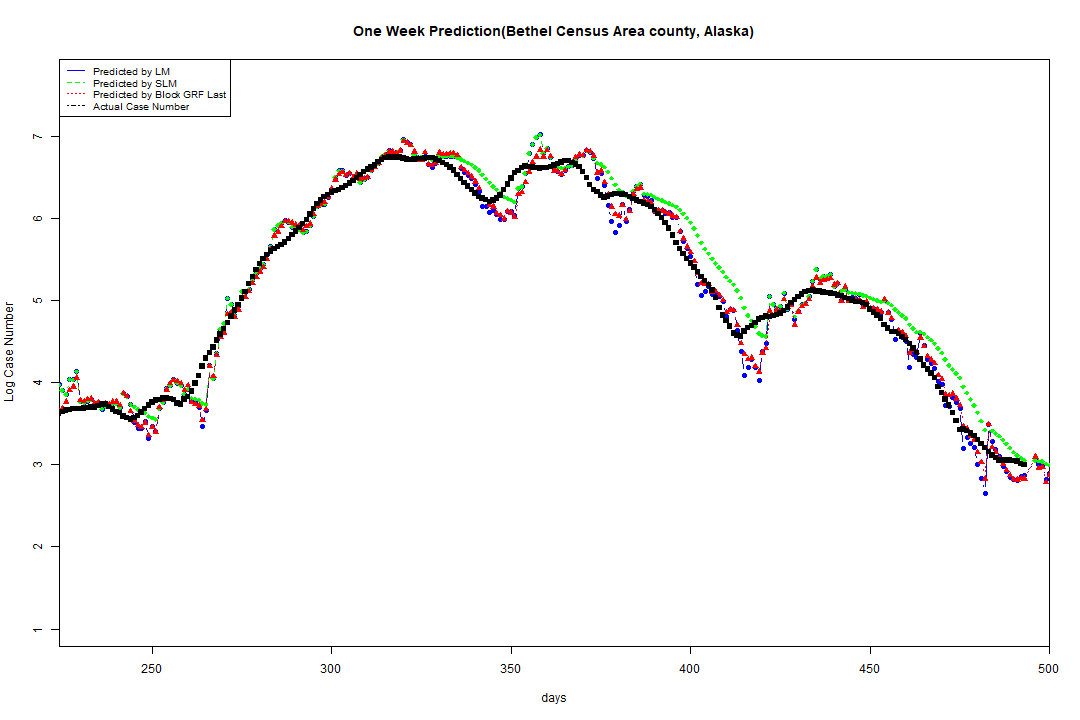 One Week Prediction(Bethel Census Area county, Alaska)
Predicted by LM
Predicted by SLM
Predicted by Block GRF Last
Actual Case Number
7
6
5
4
3
2
1
Log Case Number
250 300 350 400 450 500
days